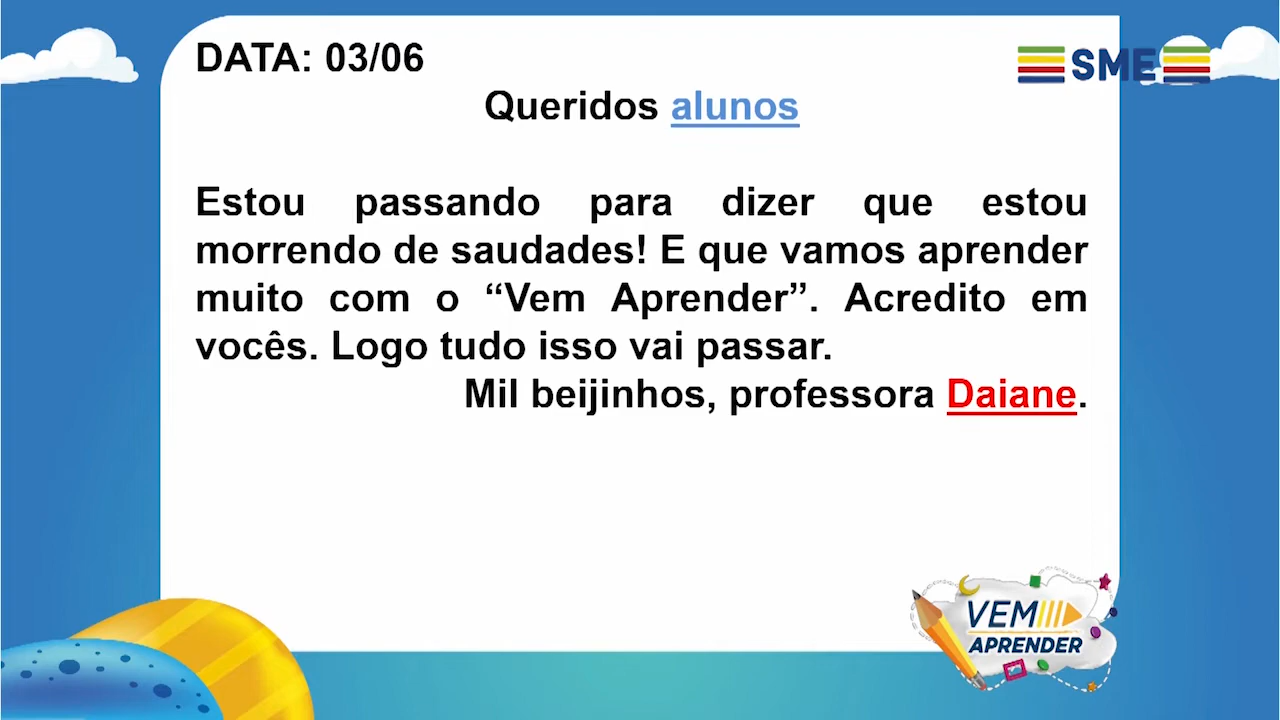 DATA: 03/06
SME
Queridos alunos
Estou passando para dizer que estou
morrendo de saudades! E que vamos aprender
muito com o “Vem Aprender”. Acredito em
vocês. Logo tudo isso vai passar.
Mil beijinhos, professora Daiane.
VEM
APRENDER